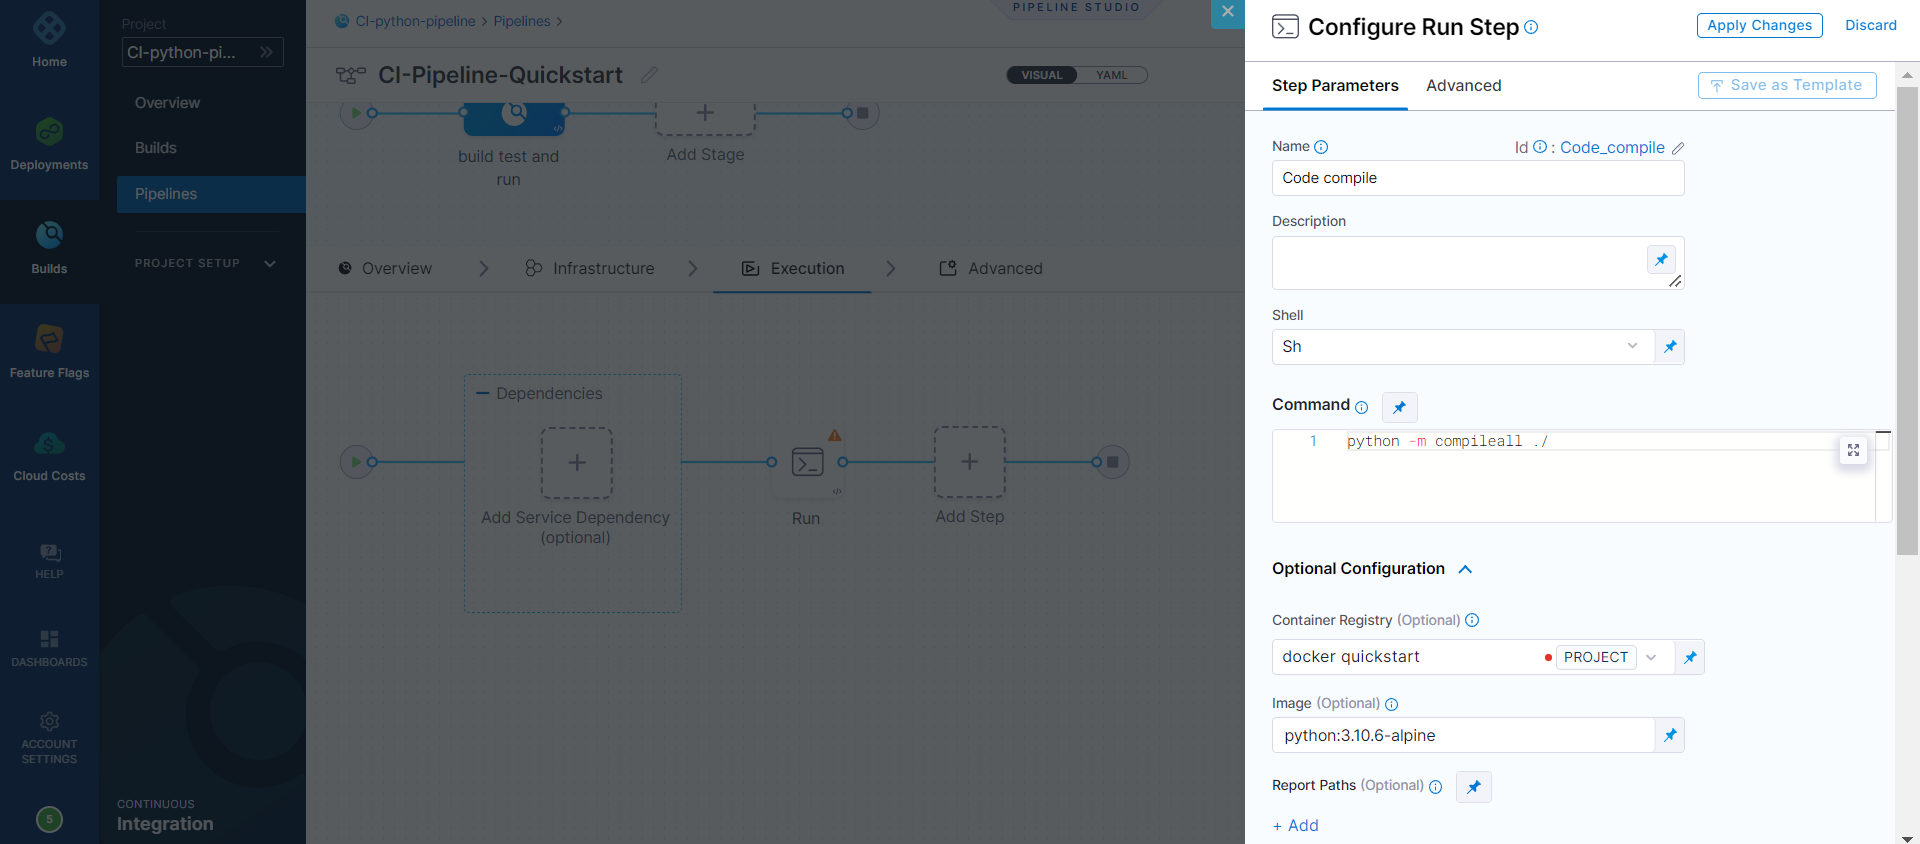 Home
Deployments
Builds
Feature Flags
Cloud Costs
HELP
DASHBOARDS
ACCOUNT
SETTINGS
5
Project
CI-python-pi...
Overview
Builds
Pipelines
PROJECT SETUP
CONTINUOUS
Integration
CI-python-pipeline > Pipelines >
PIPELINE STUDIO
CI-Pipeline-Quickstart
VISUAL
YAML
build test and
run
Add Stage
Overview
Infrastructure
Execution
Advanced
Dependencies
Add Service Dependency
(optional)
Run
Add Step
Configure Run Step
Apply Changes
Discard
Step Parameters
Advanced
Save as Template
Name
Id : Code_compile
Code compile
Description
Shell
Sh
Command
1 python -m compileall ./
Optional Configuration
Container Registry (Optional)
docker quickstart
PROJECT
Image (Optional)
python:3.10.6-alpine
Report Paths (Optional)
+ Add